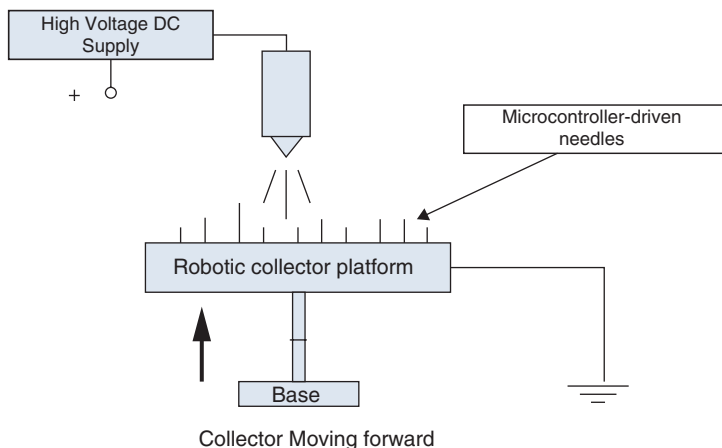 High Voltage DC
Supply
+
Microcontroller-driven
needles
Robotic collector platform
Base
Collector Moving forward